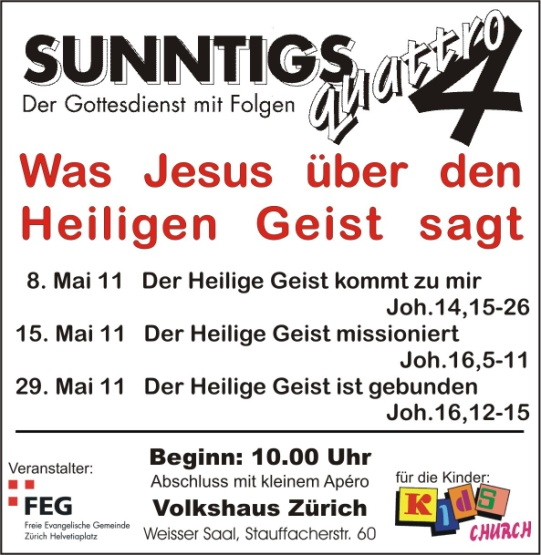 SUNNTIGS
quattro 4
Der Gottesdienst mit Folgen
Was Jesus über den
Heiligen Geist sagt
8. Mai 11 Der Heilige Geist kommt zu mir
Joh.14,15-26
15. Mai 11 Der Heilige Geist missioniert
Joh.16,5-11
29. Mai 11 Der Heilige Geist ist gebunden
Joh.16,12-15
Veranstalter:
FEG
Freie Evangelische Gemeinde
Zürich Helvetiaplatz
Beginn: 10.00 Uhr
Abschluss mit kleinem Apéro
Volkshaus Zürich
Weisser Saal, Stauffacherstr. 60
für die Kinder:
KidS
CHURCH